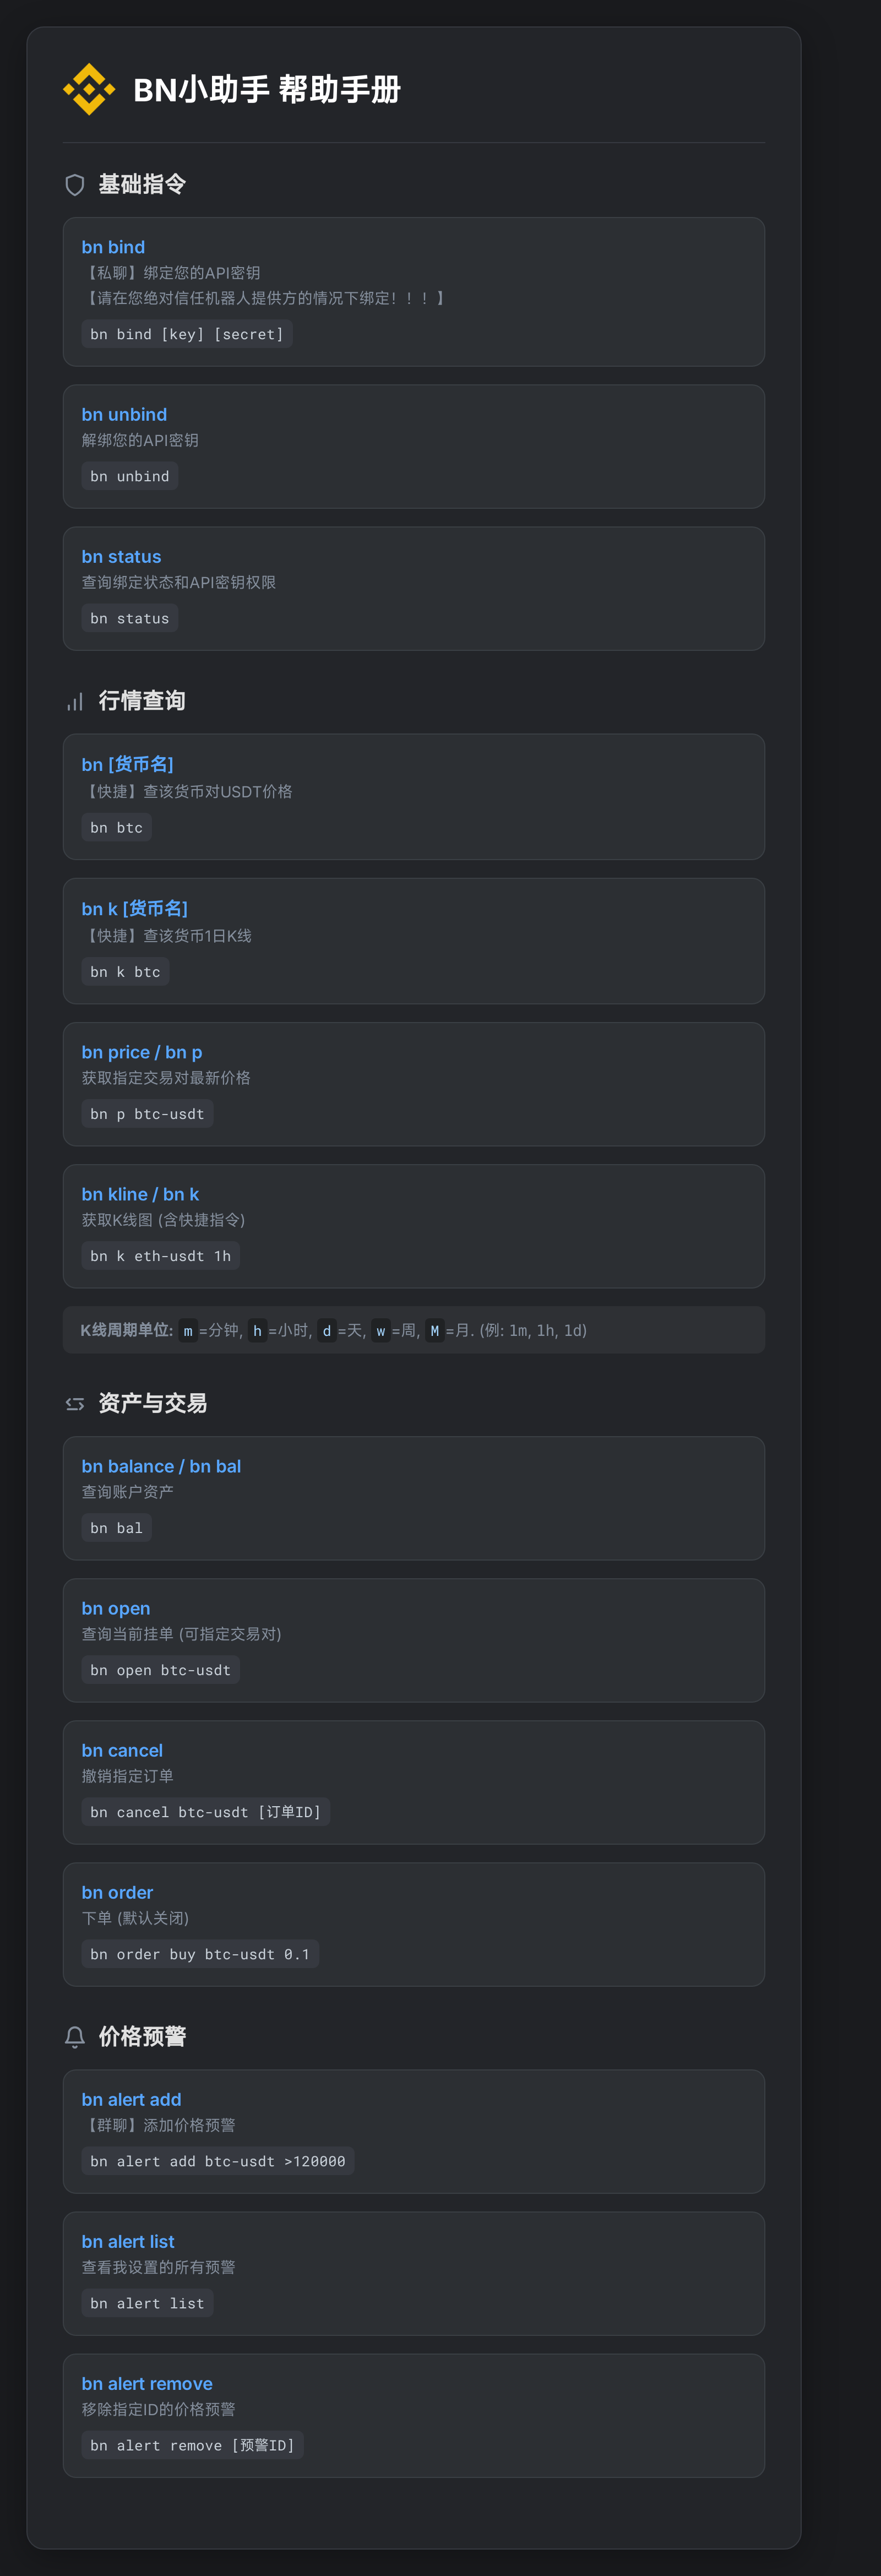 BN小助手 帮助手册
基础指令
bn bind
【私聊】绑定您的API密钥
【请在您绝对信任机器人提供方的情况下绑定！！！】
bn bind [key] [secret]
bn unbind
解绑您的API密钥
bn unbind
bn status
查询绑定状态和API密钥权限
bn status
行情查询
bn [货币名]
【快捷】查该货币对USDT价格
bn btc
bn k [货币名]
【快捷】查该货币1日K线
bn k btc
bn price / bn p
获取指定交易对最新价格
bn p btc-usdt
bn kline / bn k
获取K线图 (含快捷指令)
bn k eth-usdt 1h
K线周期单位: m=分钟, h=小时, d=天, w=周, M=月. (例: 1m, 1h, 1d)
资产与交易
bn balance / bn bal
查询账户资产
bn bal
bn open
查询当前挂单 (可指定交易对)
bn open btc-usdt
bn cancel
撤销指定订单
bn cancel btc-usdt [订单ID]
bn order
下单 (默认关闭)
bn order buy btc-usdt 0.1
价格预警
bn alert add
【群聊】添加价格预警
bn alert add btc-usdt >120000
bn alert list
查看我设置的所有预警
bn alert list
bn alert remove
移除指定ID的价格预警
bn alert remove [预警ID]